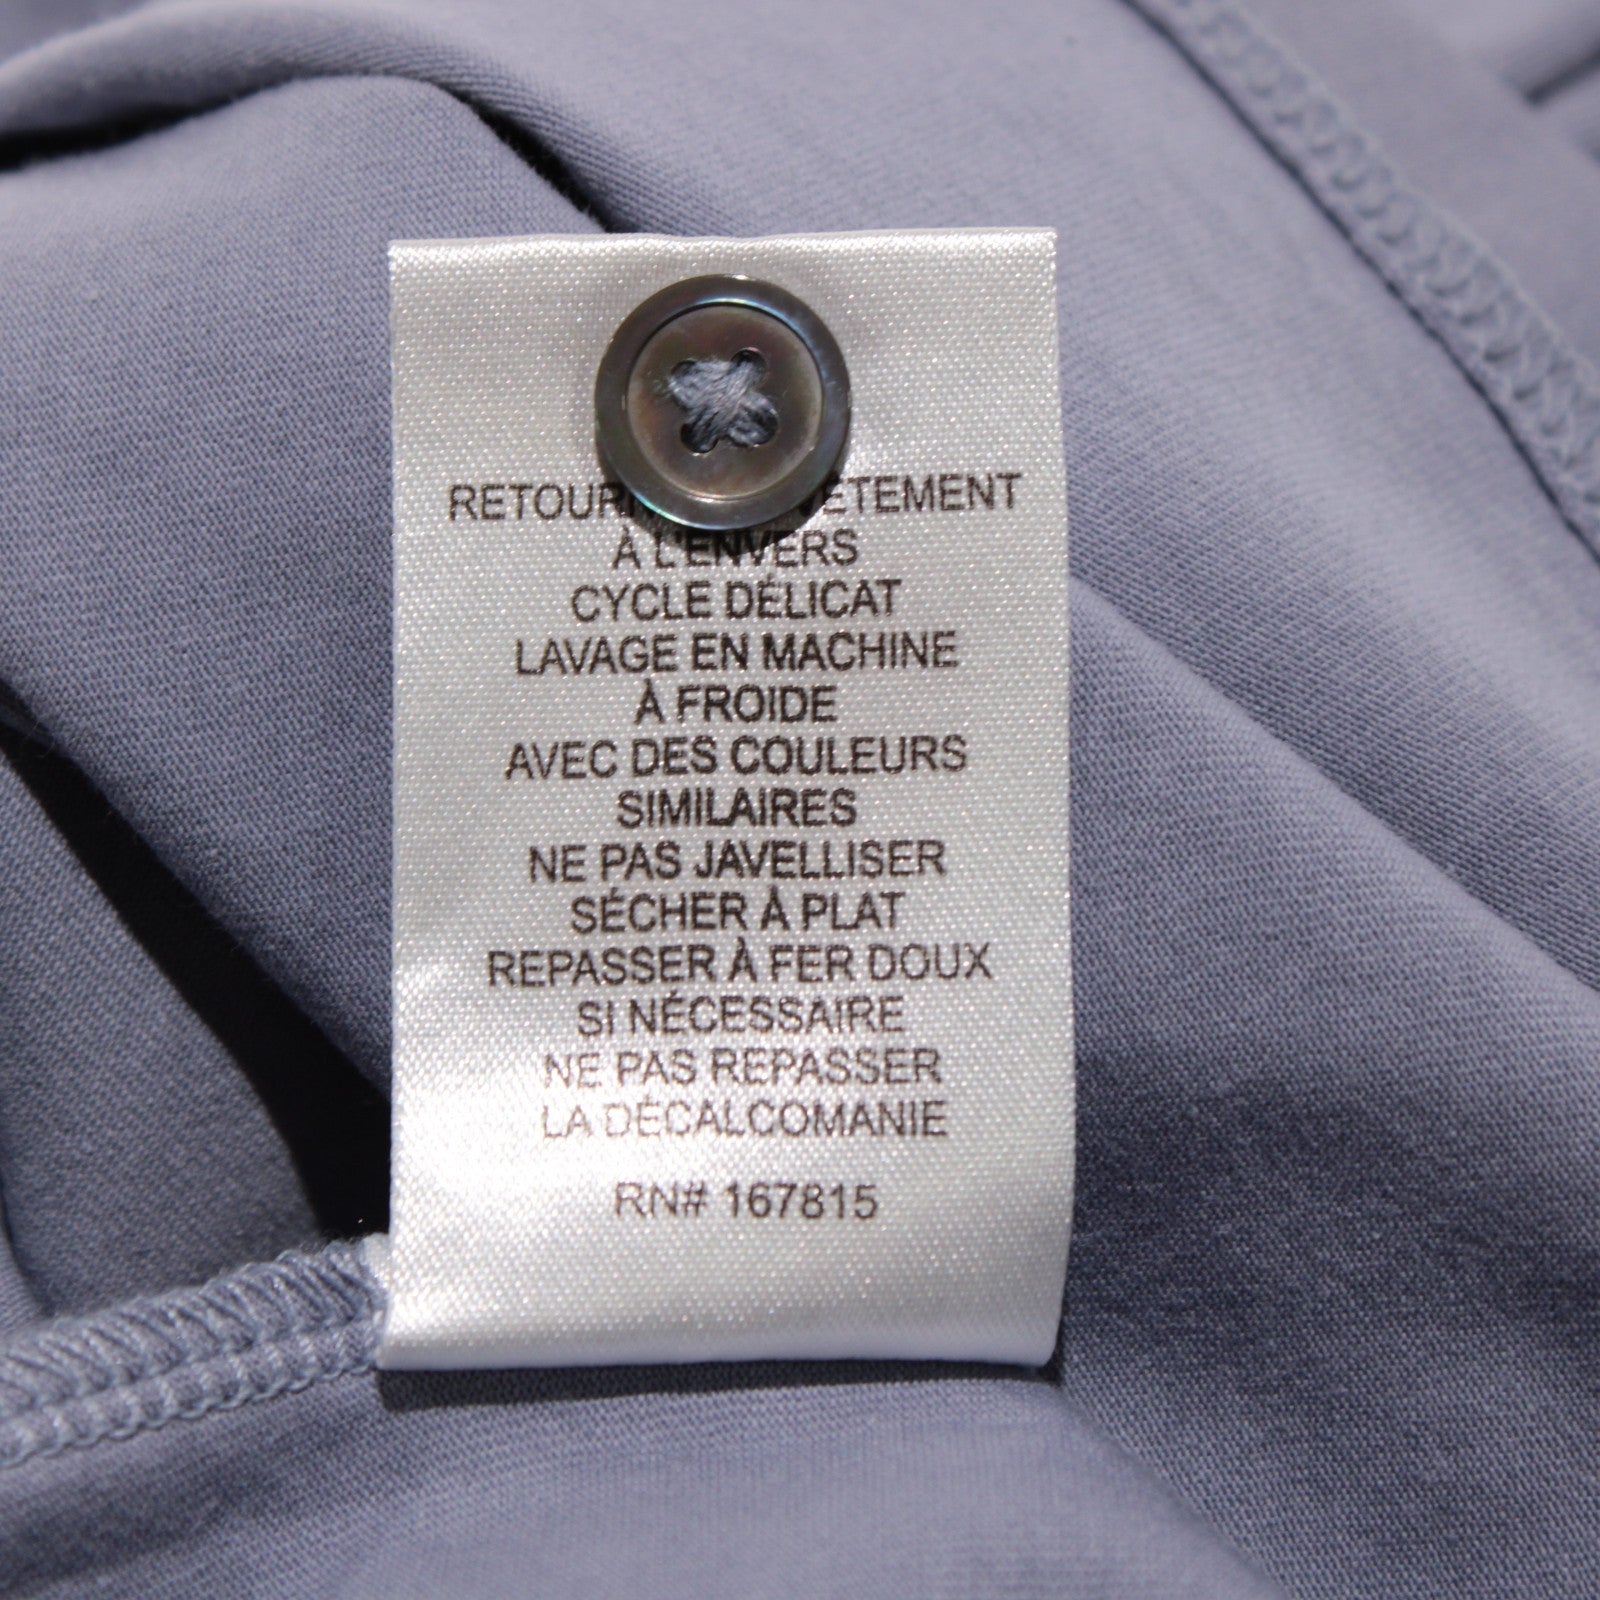 VÊTEMENT
À L'ENVERS
CYCLE DÉLICAT
LAVAGE EN MACHINE
À FROIDE
AVEC DES COULEURS
SIMILAIRES
NE PAS JAVELLISER
SÉCHER À PLAT
REPASSER À FER DOUX
SI NÉCESSAIRE
NE PAS REPASSER
LA DÉCALCOMANIE
RN# 167815